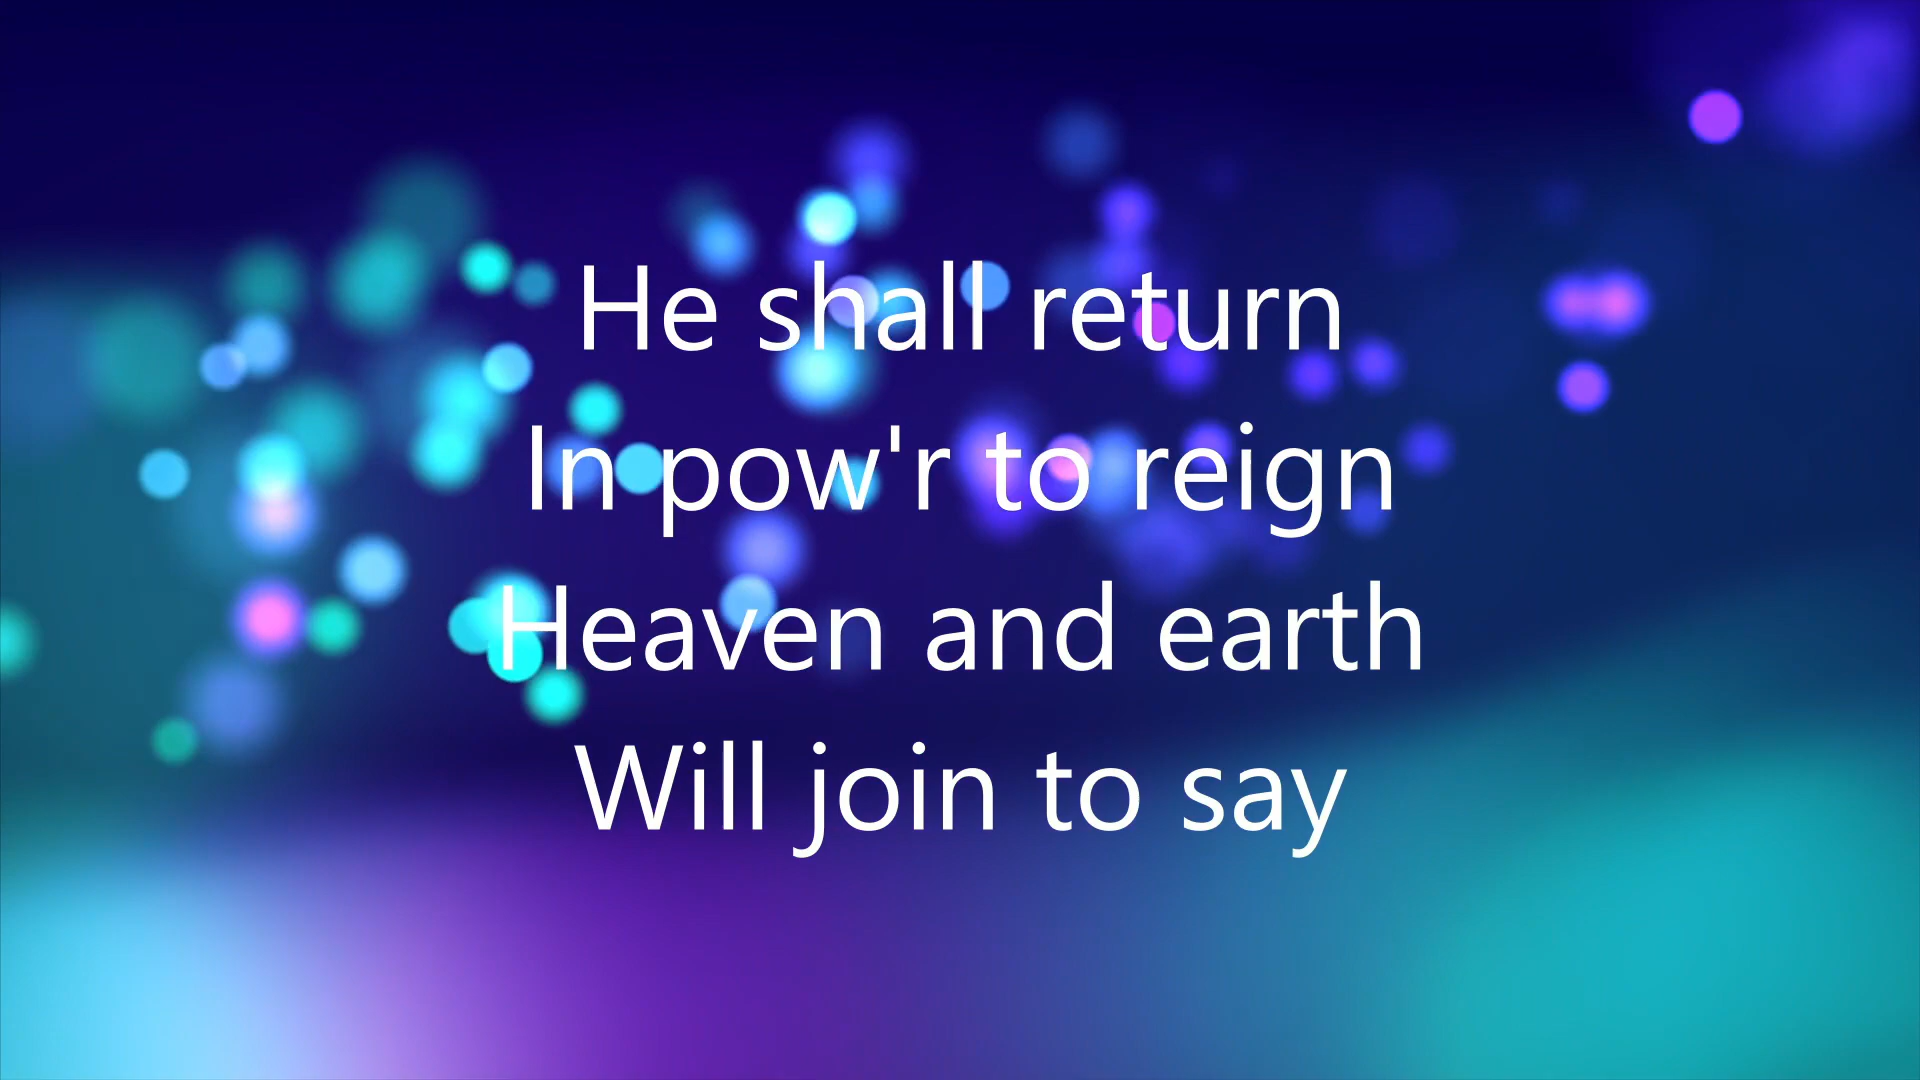 He shall return
In pow'r to reign
Heaven and earth
Will join to say